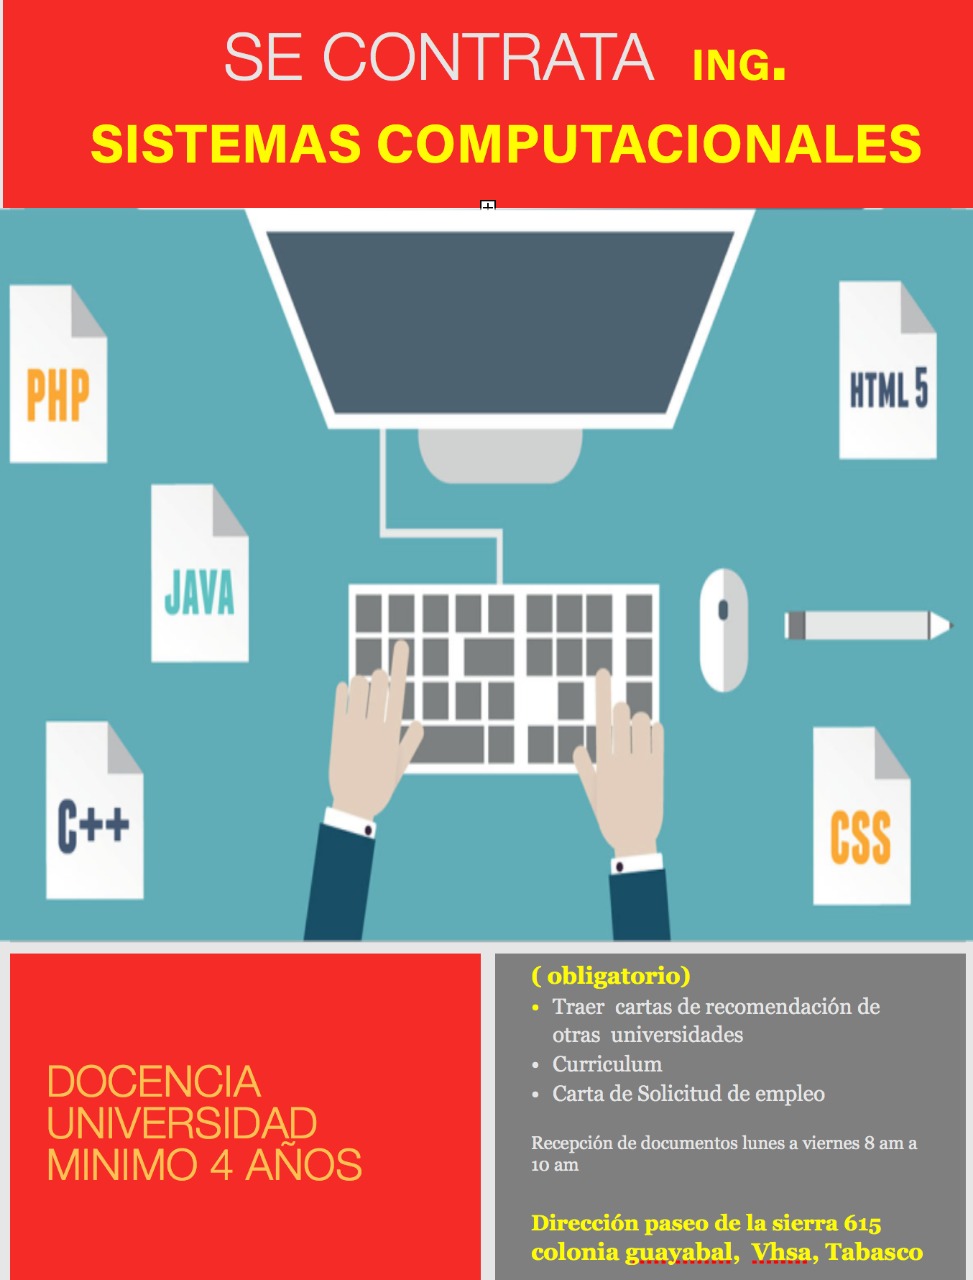 SE CONTRATA ING.
SISTEMAS COMPUTACIONALES
PHP
HTML 5
JAVA
C++
CSS
DOCENCIA
UNIVERSIDAD
MINIMO 4 AÑOS
( obligatorio)
• Traer cartas de recomendación de
otras universidades
• Curriculum
• Carta de Solicitud de empleo
Recepción de documentos lunes a viernes 8 am a
10 am
Dirección paseo de la sierra 615
colonia guayabal, Vhsa, Tabasco